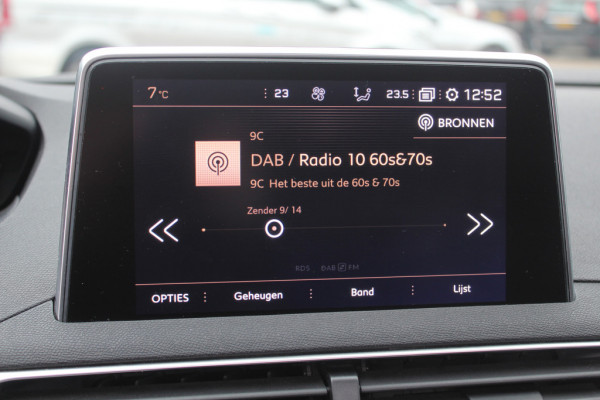 7°C 23 23.5 12:52
BRONNEN
9C
DAB / Radio 10 60s&70s
9C Het beste uit de 60s & 70s
Zender 9/ 14
RDS DAB FM
OPTIES Geheugen Band Lijst